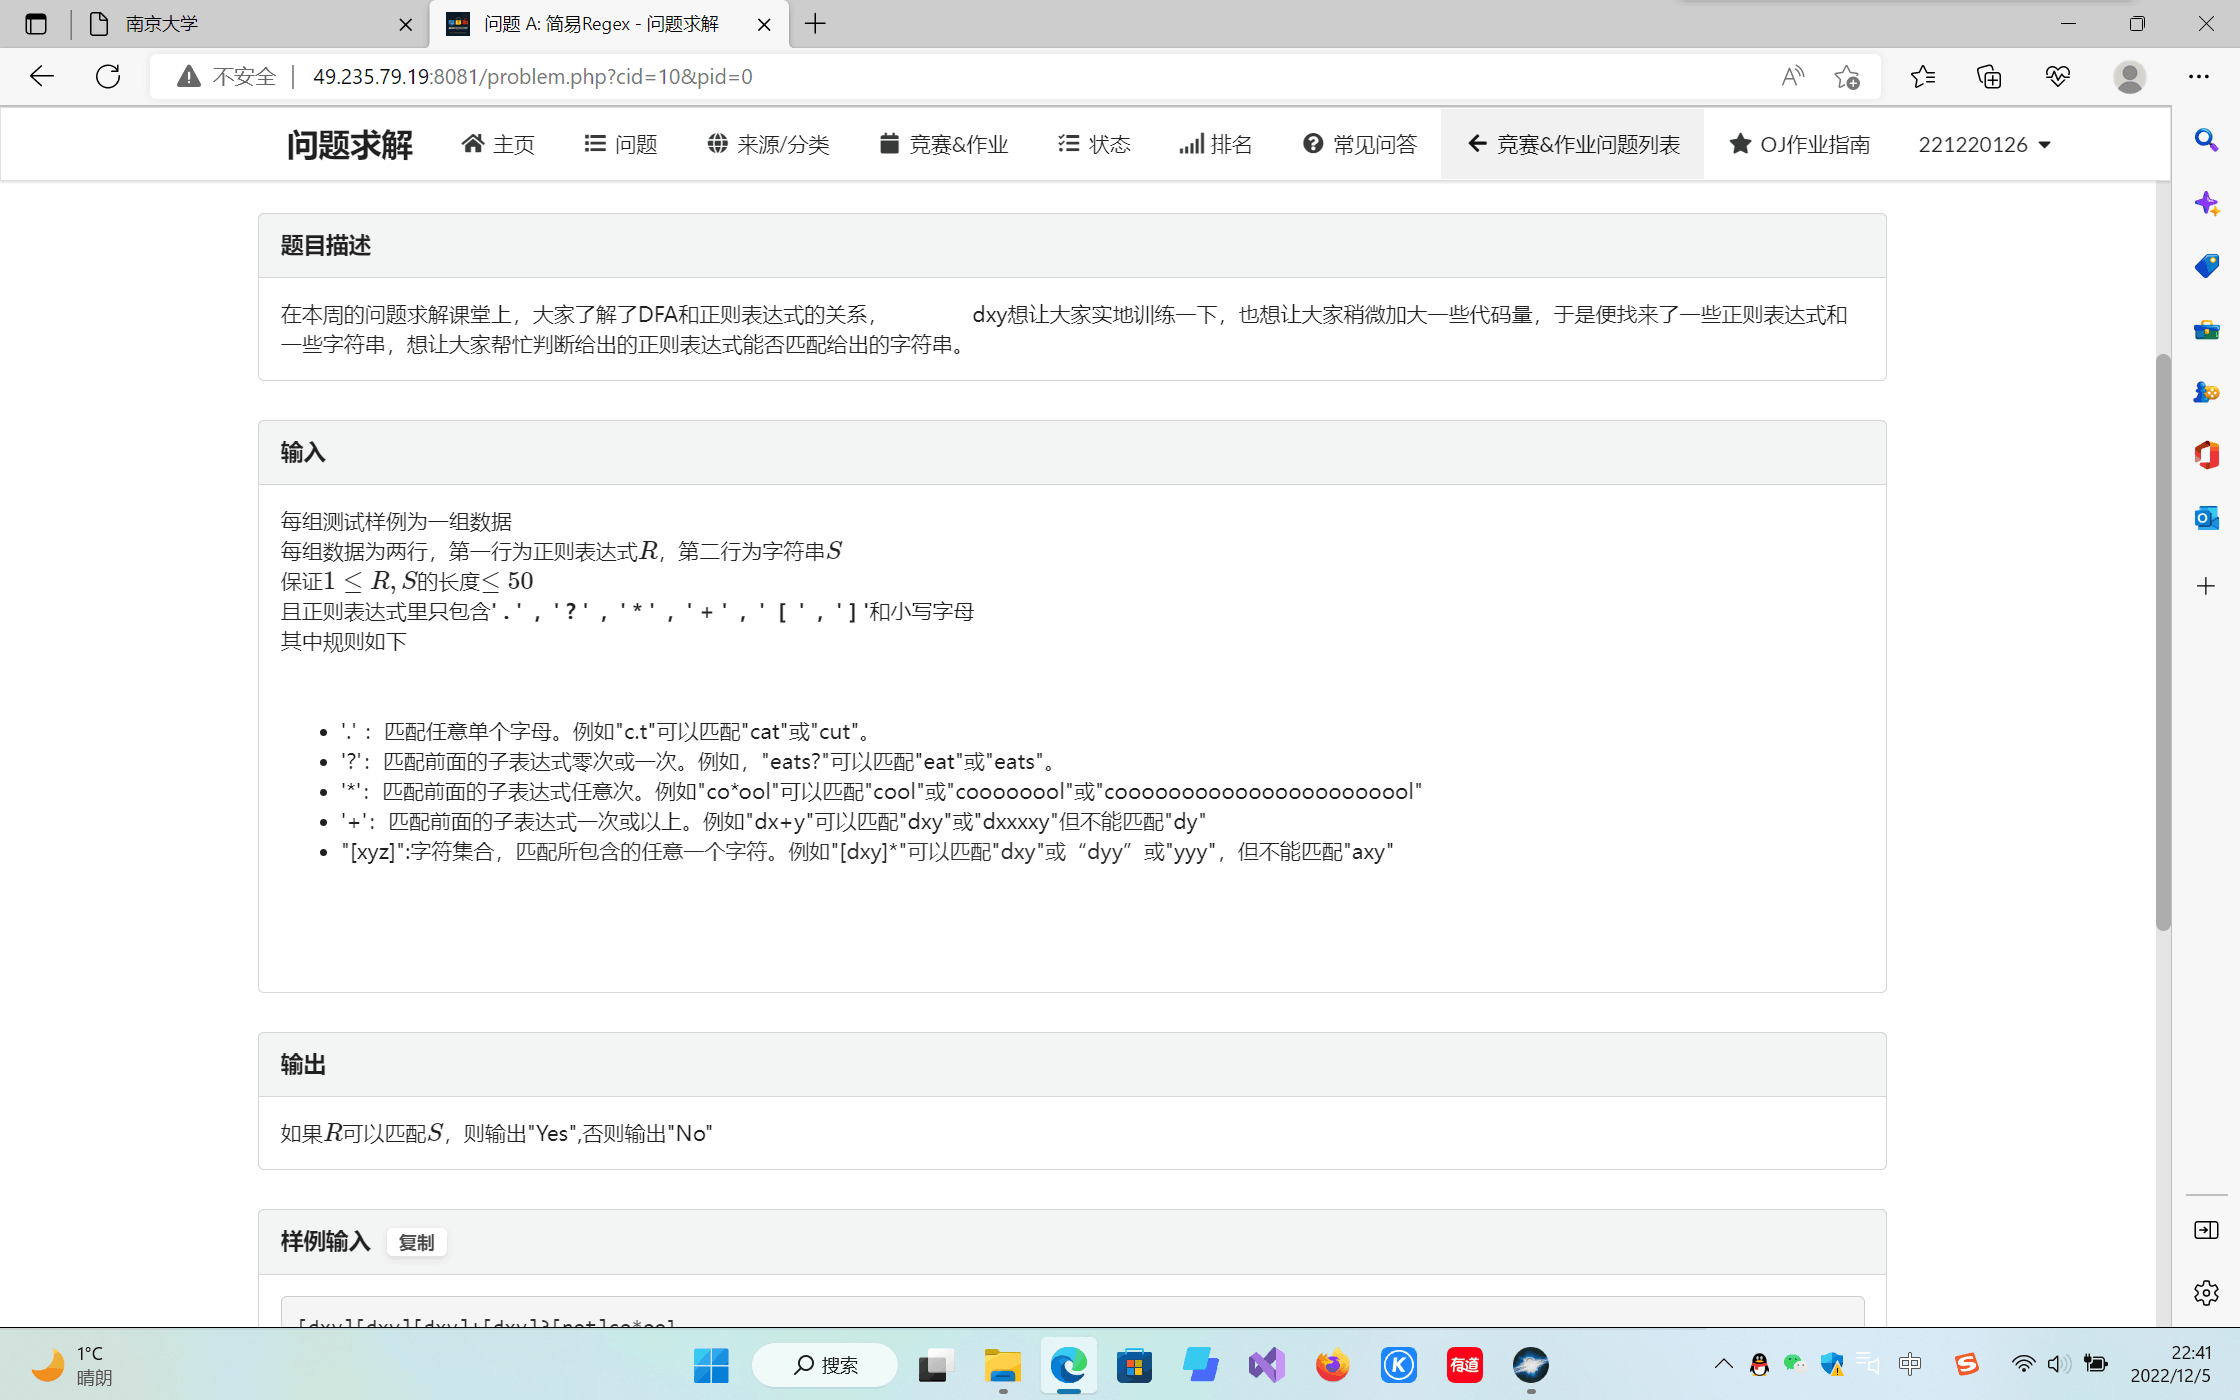 南京大学
问题 A: 简易Regex - 问题求解
不安全
49.235.79.19:8081/problem.php?cid=10&pid=0
问题求解 主页 问题 来源/分类 竞赛&作业 状态 排名 常见问答 竞赛&作业问题列表 OJ作业指南 221220126
题目描述
在本周的问题求解课堂上，大家了解了DFA和正则表达式的关系， dxy想让大家实地训练一下，也想让大家稍微加大一些代码量，于是便找来了一些正则表达式和
一些字符串，想让大家帮忙判断给出的正则表达式能否匹配给出的字符串。
输入
每组测试样例为一组数据
每组数据为两行，第一行为正则表达式R，第二行为字符串S
保证1 ≤ R, S的长度≤ 50
且正则表达式里只包含' . ' ， ' ? ' ， ' * ' ， ' + ' ， ' [ ' ， ' ] '和小写字母
其中规则如下
'.' ：匹配任意单个字母。例如"c.t"可以匹配"cat"或"cut"。
'?'：匹配前面的子表达式零次或一次。例如，"eats?"可以匹配"eat"或"eats"。
'*'：匹配前面的子表达式任意次。例如"co*ool"可以匹配"cool"或"cooooool"或"coooooooooooooooooooooool"
'+'：匹配前面的子表达式一次或以上。例如"dx+y"可以匹配"dxy"或"dxxxxy"但不能匹配"dy"
"[xyz]":字符集合，匹配所包含的任意一个字符。例如"[dxy]*"可以匹配"dxy"或“dyy”或"yyy"，但不能匹配"axy"
输出
如果R可以匹配S，则输出"Yes",否则输出"No"
样例输入 复制
[dxy][dxy][dxy]+[dxy]?[not]co*ool
1°C
晴朗
搜索
有道
中
22:41
2022/12/5